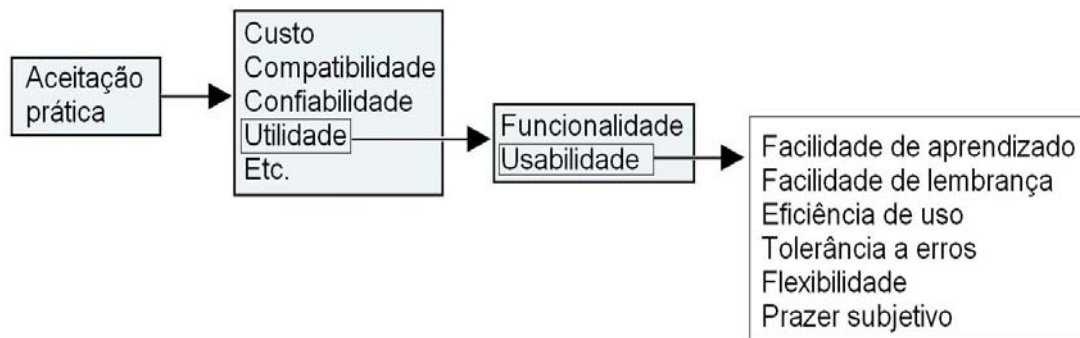 Aceitação
prática
Custo
Compatibilidade
Confiabilidade
Utilidade
Etc.
Funcionalidade
Usabilidade
Facilidade de aprendizado
Facilidade de lembrança
Eficiência de uso
Tolerância a erros
Flexibilidade
Prazer subjetivo